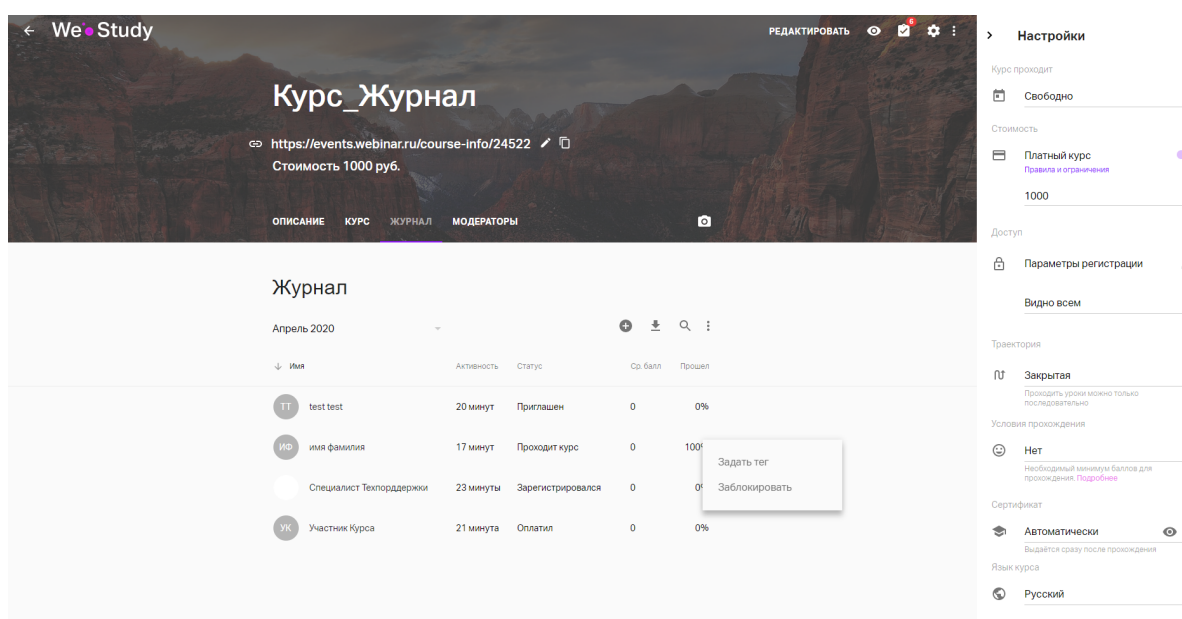 We Study
РЕДАКТИРОВАТЬ
6
Курс_Журнал
https://events.webinar.ru/course-info/24522
Стоимость 1000 руб.
ОПИСАНИЕ КУРС ЖУРНАЛ МОДЕРАТОРЫ
Журнал
Апрель 2020
Имя Активность Статус Ср. балл Прошел
ТТ test test 20 минут Приглашен 0 0%
ИФ имя фамилия 17 минут Проходит курс 0 100%
Специалист Техпорддержки 23 минуты Зарегистрировался 0 0%
УК Участник Курса 21 минута Оплатил 0 0%
Задать тег
Заблокировать
Настройки
Курс проходит
Свободно
Стоимость
Платный курс
Правила и ограничения
1000
Доступ
Параметры регистрации
Видно всем
Траектория
Закрытая
Проходить уроки можно только
последовательно
Условия прохождения
Нет
Необходимый минимум баллов для
прохождения. Подробнее
Сертификат
Автоматически
Выдаётся сразу после прохождения
Язык курса
Русский